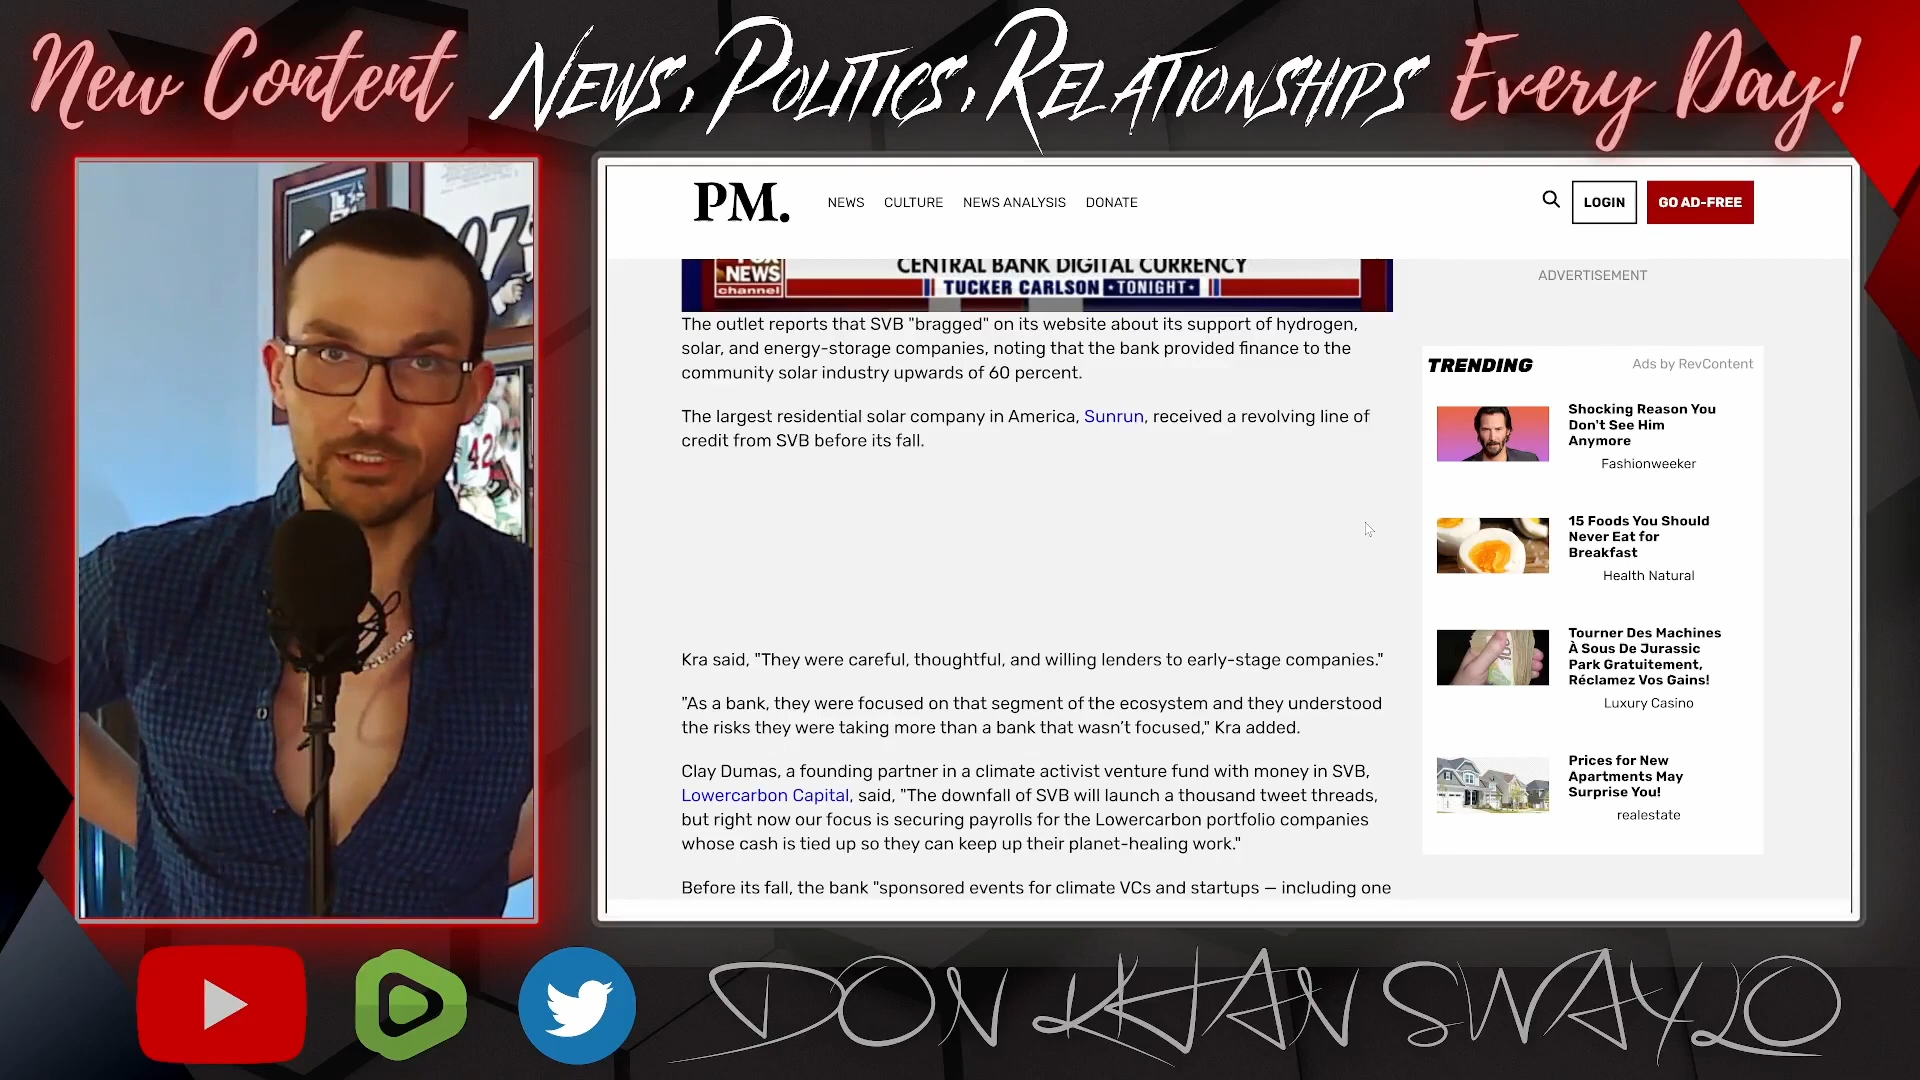 New Content News, Politics, Relationships Every Day!
PM.
NEWS CULTURE NEWS ANALYSIS DONATE
LOGIN
GO AD-FREE
NEWS
channel
CENTRAL BANK DIGITAL CURRENCY
TUCKER CARLSON TONIGHT
The outlet reports that SVB "bragged" on its website about its support of hydrogen,
solar, and energy-storage companies, noting that the bank provided finance to the
community solar industry upwards of 60 percent.
The largest residential solar company in America, Sunrun, received a revolving line of
credit from SVB before its fall.
Kra said, "They were careful, thoughtful, and willing lenders to early-stage companies."
"As a bank, they were focused on that segment of the ecosystem and they understood
the risks they were taking more than a bank that wasn't focused," Kra added.
Clay Dumas, a founding partner in a climate activist venture fund with money in SVB,
Lowercarbon Capital, said, "The downfall of SVB will launch a thousand tweet threads,
but right now our focus is securing payrolls for the Lowercarbon portfolio companies
whose cash is tied up so they can keep up their planet-healing work."
Before its fall, the bank "sponsored events for climate VCs and startups — including one
ADVERTISEMENT
TRENDING
Ads by RevContent
Shocking Reason You
Don't See Him
Anymore
Fashionweeker
15 Foods You Should
Never Eat for
Breakfast
Health Natural
Tourner Des Machines
À Sous De Jurassic
Park Gratuitement,
Réclamez Vos Gains!
Luxury Casino
Prices for New
Apartments May
Surprise You!
realestate
97
42
DON KHAN SWAYLO